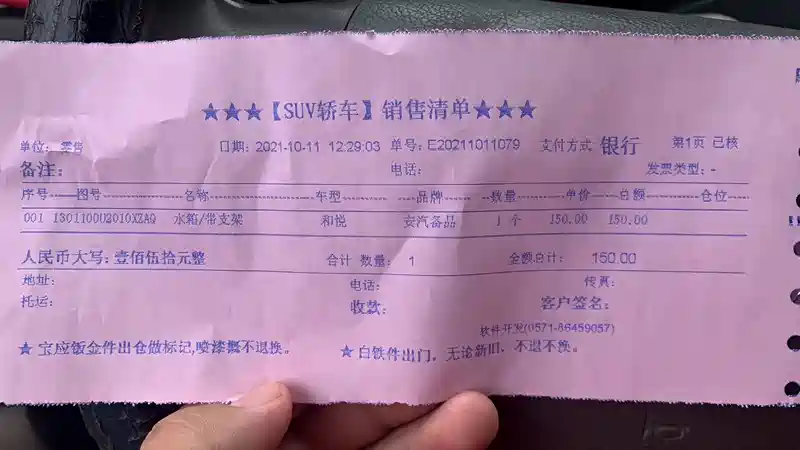 ★★★【SUV轿车】销售清单★★★
单位：零售 日期：2021-10-11 12:29:03 单号：E20211011079 支付方式 银行 第1页 已核
备注： 电话： 发票类型：-
序号-----图号----------名称----------车型--------品牌-----数量-----单价-----总额-----仓位----
001 1301100U2010XZAQ 水箱/带支架 和悦 安汽备品 1 个 150.00 150.00
人民币大写：壹佰伍拾元整 合计 数量： 1 金额总计： 150.00
地址： 电话： 传真：
托运： 收款： 客户签名：
软件开发(0571-86459057)
★ 宝应钣金件出仓做标记,喷漆概不退换。 ★ 白铁件出门，无论新旧，不退不换。